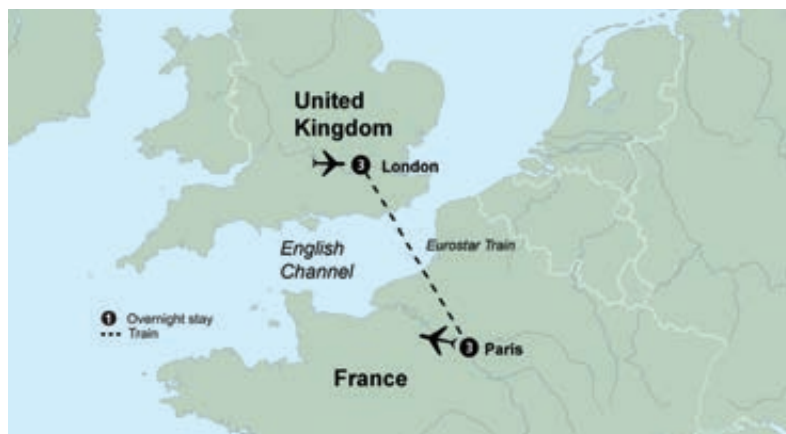 United
Kingdom
3 London
English
Channel
Eurostar Train
1 Overnight stay
Train
3 Paris
France